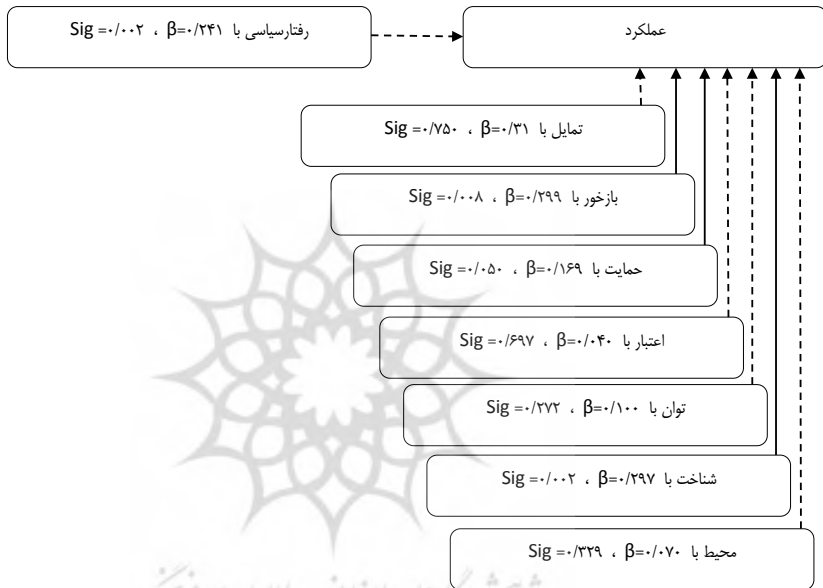 عملکرد
رفتارسیاسی با β=۰/۲۴۱ ، Sig =۰/۰۰۲
تمایل با β=۰/۳۱ ، Sig =۰/۷۵۰
بازخور با β=۰/۲۹۹ ، Sig =۰/۰۰۸
حمایت با β=۰/۱۶۹ ، Sig =۰/۰۵۰
اعتبار با β=۰/۰۴۰ ، Sig =۰/۶۹۷
توان با β=۰/۱۰۰ ، Sig =۰/۲۷۲
شناخت با β=۰/۲۹۷ ، Sig =۰/۰۰۲
محیط با β=۰/۰۷۰ ، Sig =۰/۳۲۹